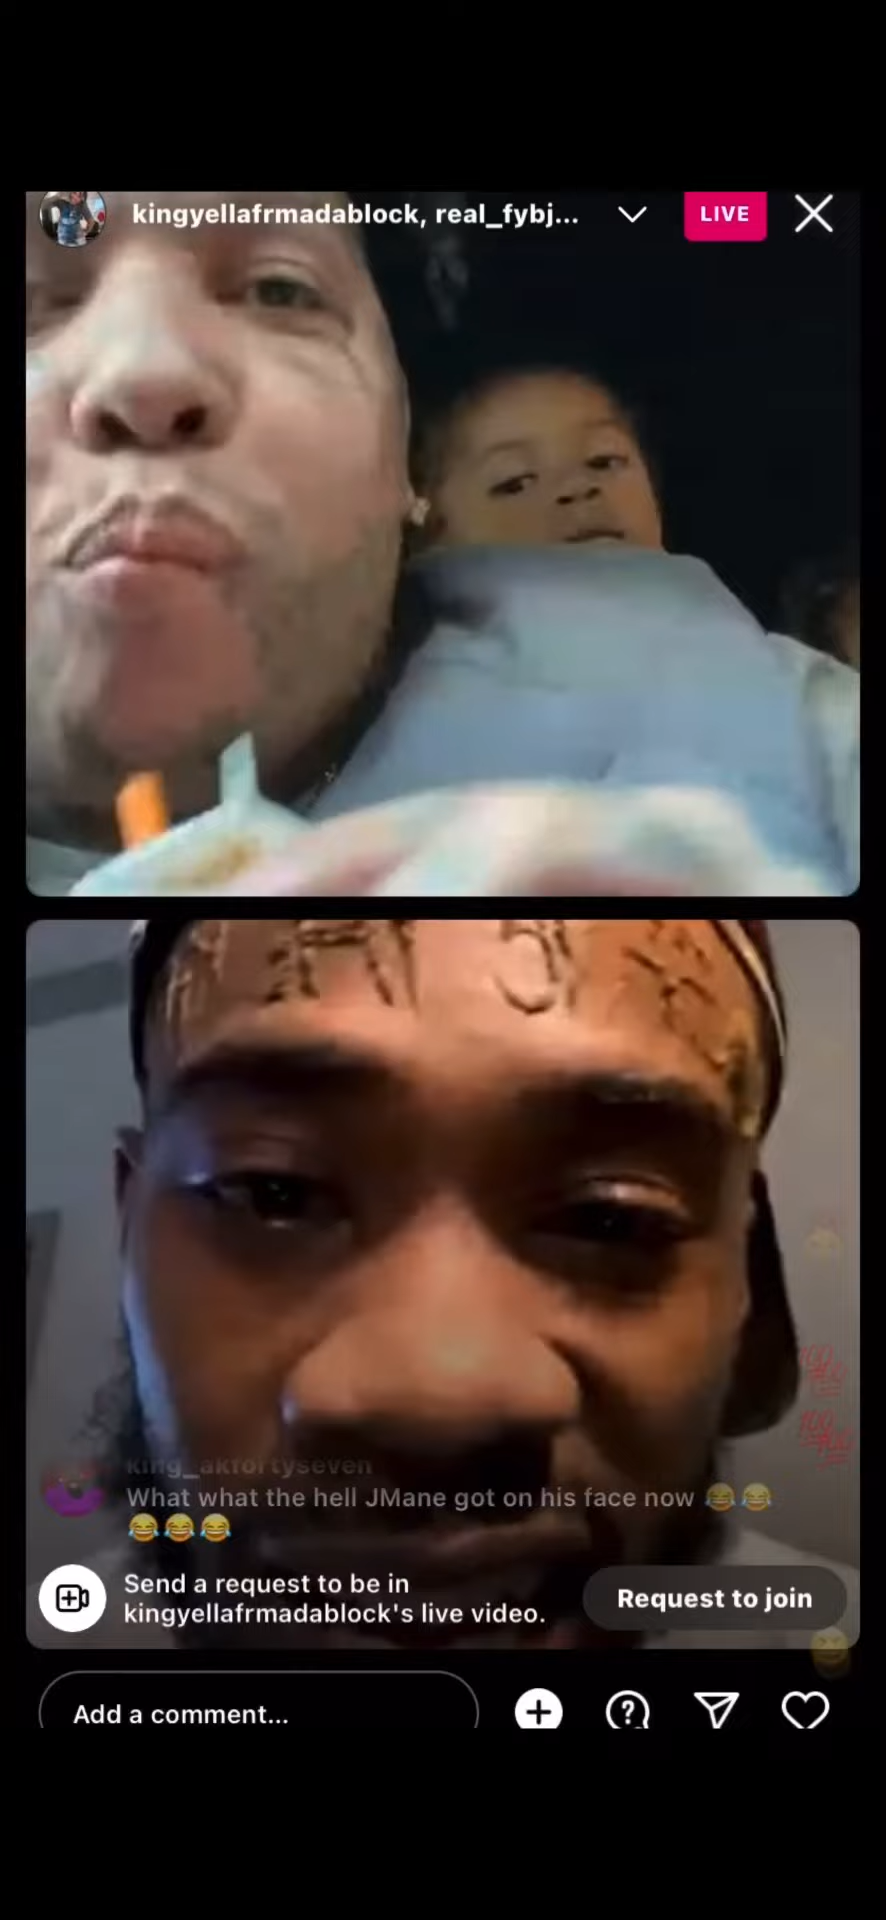 kingyellafrmadablock, real_fybj...
LIVE
king_akfortyseven
What what the hell JMane got on his face now 😂😂
😂😂😂
Send a request to be in
kingyellafrmadablock's live video.
Request to join
Add a comment...